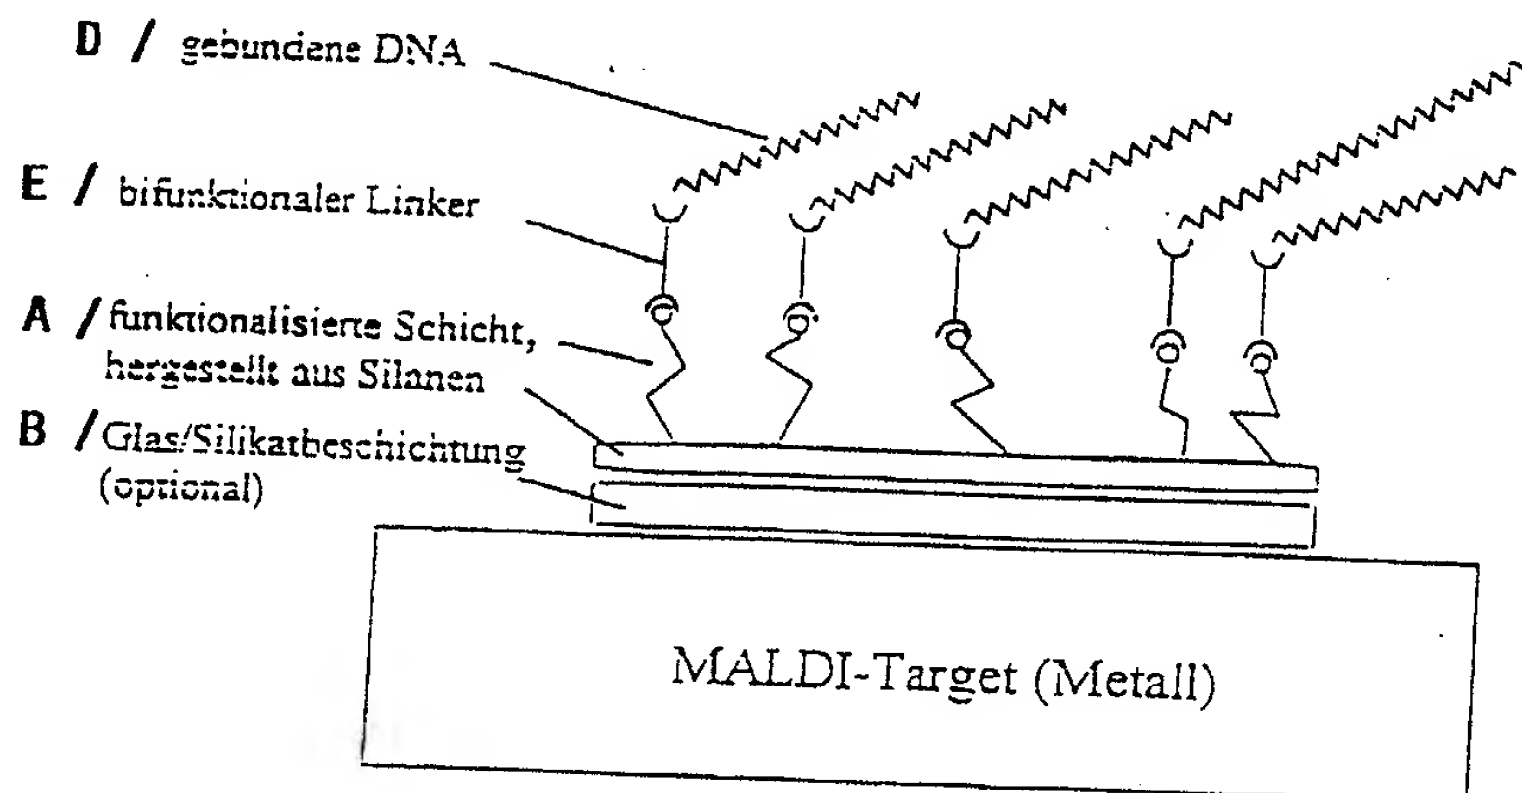 D / gebundene DNA
E / bifunktionaler Linker
A / funktionalisierte Schicht,
hergestellt aus Silanen
B / Glas/Silikatbeschichtung
(optional)
MALDI-Target (Metall)